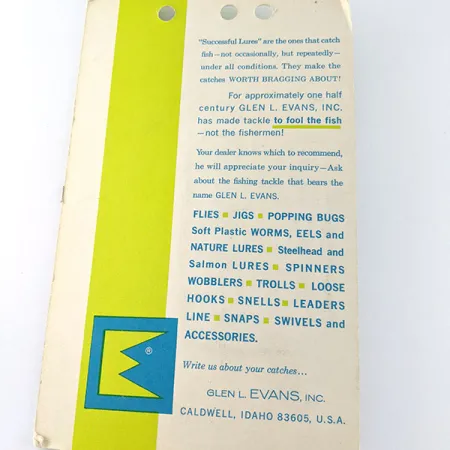 "Successful Lures" are the ones that catch
fish—not occasionally, but repeatedly—
under all conditions. They make the
catches WORTH BRAGGING ABOUT!
For approximately one half
century GLEN L. EVANS, INC.
has made tackle to fool the fish
—not the fishermen!
Your dealer knows which to recommend,
he will appreciate your inquiry—Ask
about the fishing tackle that bears the
name GLEN L. EVANS.
FLIES ▪ JIGS ▪ POPPING BUGS
Soft Plastic WORMS, EELS and
NATURE LURES ▪ Steelhead and
Salmon LURES ▪ SPINNERS
WOBBLERS ▪ TROLLS ▪ LOOSE
HOOKS ▪ SNELLS ▪ LEADERS
LINE ▪ SNAPS ▪ SWIVELS and
ACCESSORIES.
®
Write us about your catches...
GLEN L. EVANS, INC.
CALDWELL, IDAHO 83605, U.S.A.